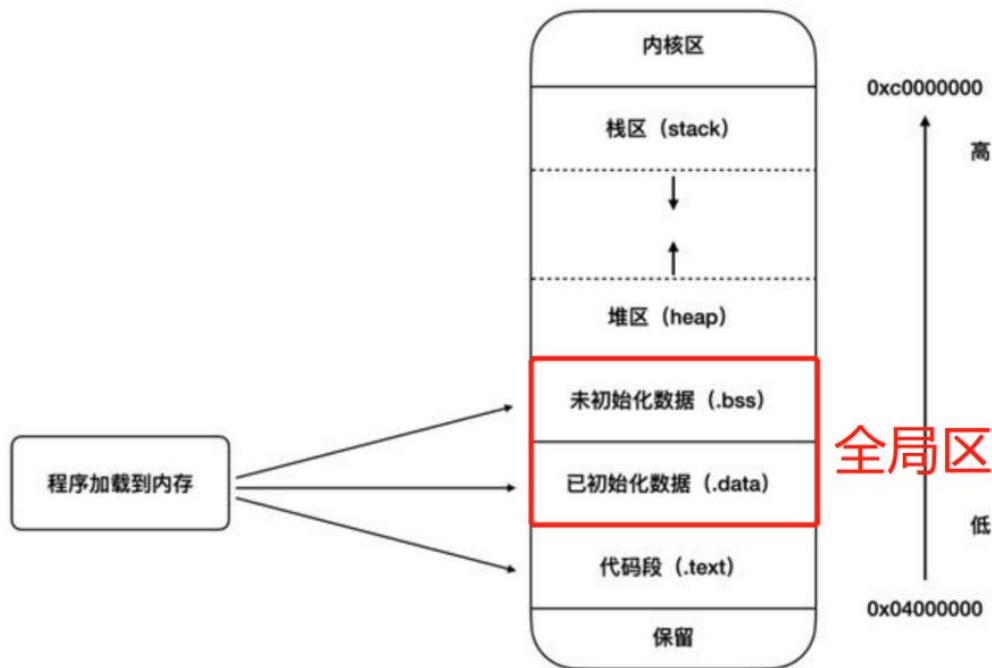 内核区
0xc0000000
栈区（stack）
高
堆区（heap）
未初始化数据（.bss）
全局区
程序加载到内存
已初始化数据（.data）
低
代码段（.text）
0x04000000
保留